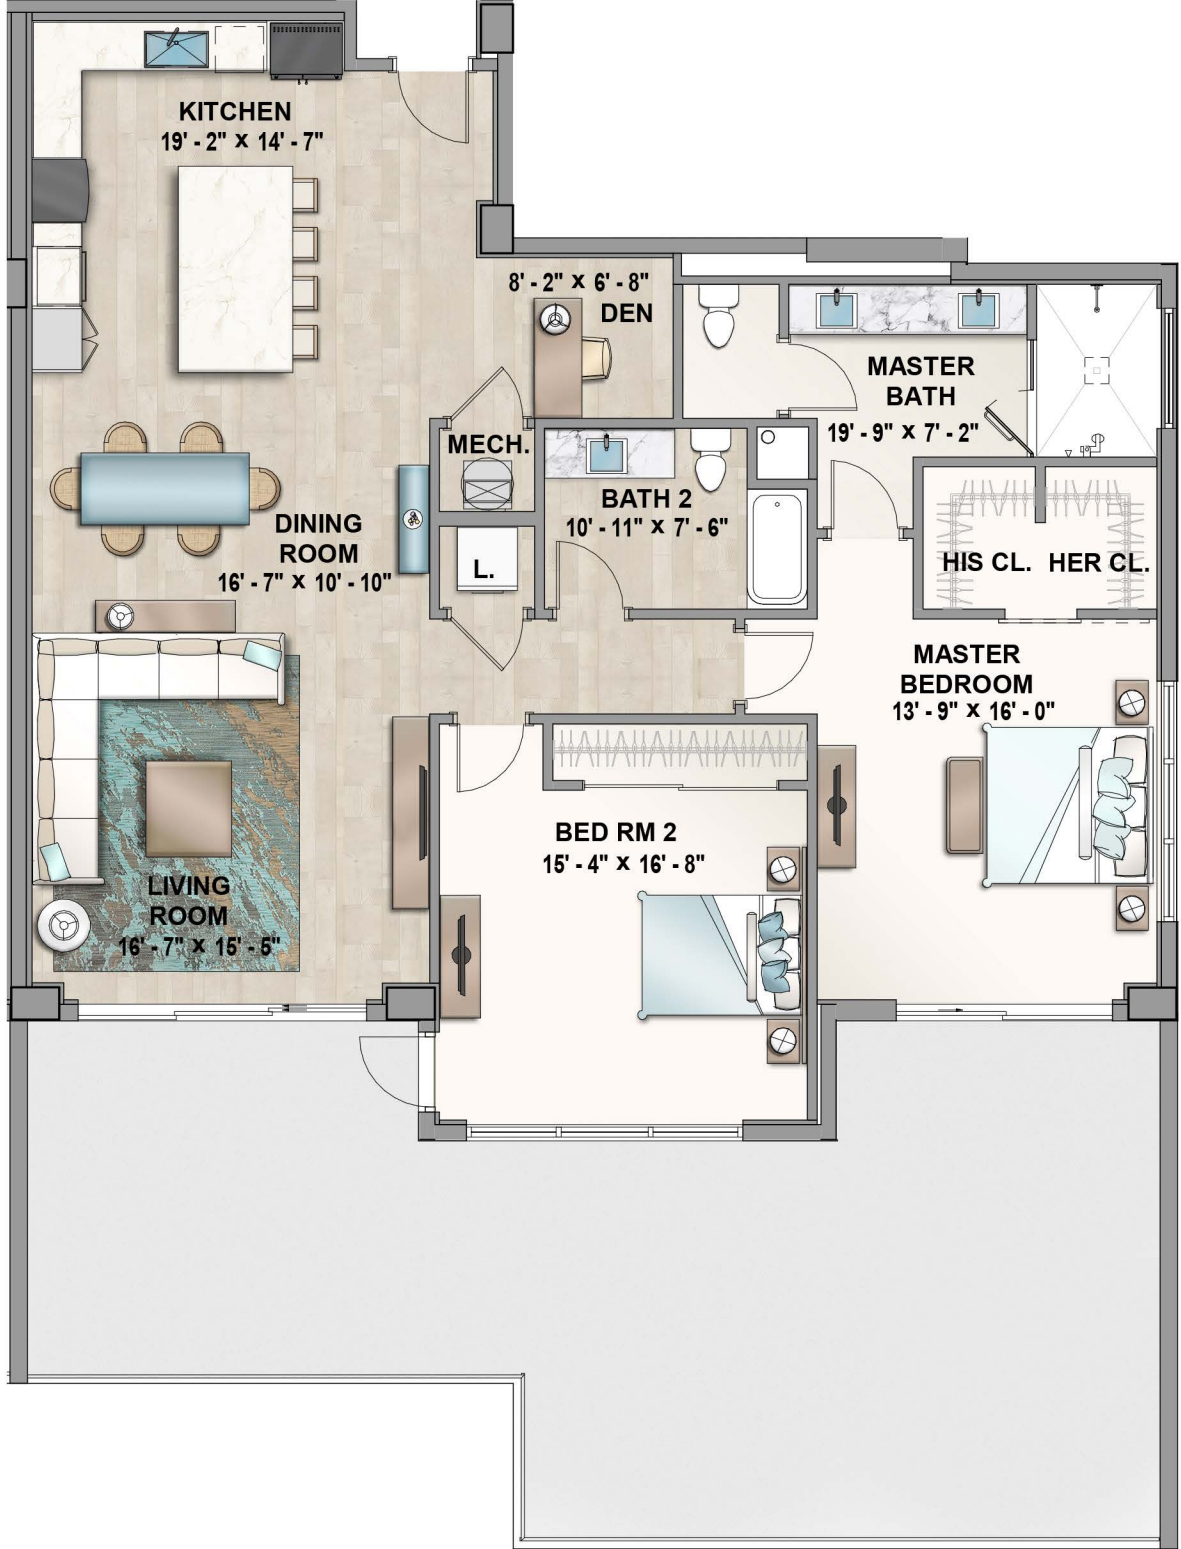 KITCHEN
19' - 2" x 14' - 7"
8' - 2" x 6' - 8"
DEN
MASTER
BATH
19' - 9" x 7' - 2"
MECH.
BATH 2
10' - 11" x 7' - 6"
DINING
ROOM
16' - 7" x 10' - 10"
L.
HIS CL.
HER CL.
MASTER
BEDROOM
13' - 9" x 16' - 0"
BED RM 2
15' - 4" x 16' - 8"
LIVING
ROOM
16' - 7" x 15' - 5"